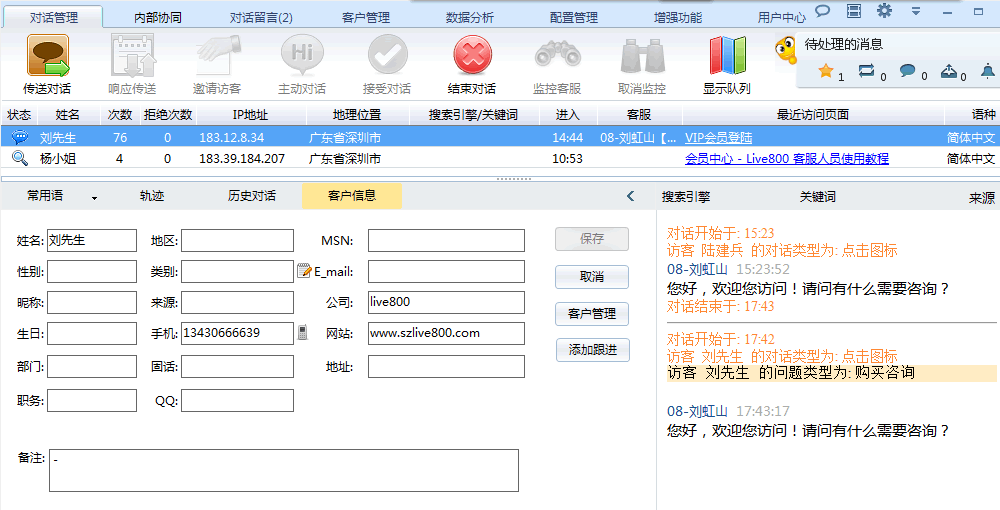 对话管理 内部协同 对话留言(2) 客户管理 数据分析 配置管理 增强功能 用户中心
待处理的消息
1 0 0 0
传送对话 响应传送 邀请访客 主动对话 接受对话 结束对话 监控客服 取消监控 显示队列
Hi
状态 姓名 次数 拒绝次数 IP地址 地理位置 搜索引擎/关键词 进入 客服 最近访问页面 语种
刘先生 76 0 183.12.8.34 广东省深圳市 14:44 08-刘虹山【... VIP会员登陆 简体中文
杨小姐 4 0 183.39.184.207 广东省深圳市 10:53 会员中心 - Live800 客服人员使用教程 简体中文
常用语 轨迹 历史对话 客户信息
姓名: 刘先生 地区: MSN: 保存
性别: 类别: E_mail: 取消
昵称: 来源: 公司: live800 客户管理
生日: 手机: 13430666639 网站: www.szlive800.com
部门: 固话: 地址: 添加跟进
职务: QQ:
备注: -
搜索引擎 关键词 来源
对话开始于: 15:23
访客 陆建兵 的对话类型为: 点击图标
08-刘虹山 15:23:52
您好，欢迎您访问！请问有什么需要咨询？
对话结束于: 17:43
对话开始于: 17:42
访客 刘先生 的对话类型为: 点击图标
访客 刘先生 的问题类型为: 购买咨询
08-刘虹山 17:43:17
您好，欢迎您访问！请问有什么需要咨询？